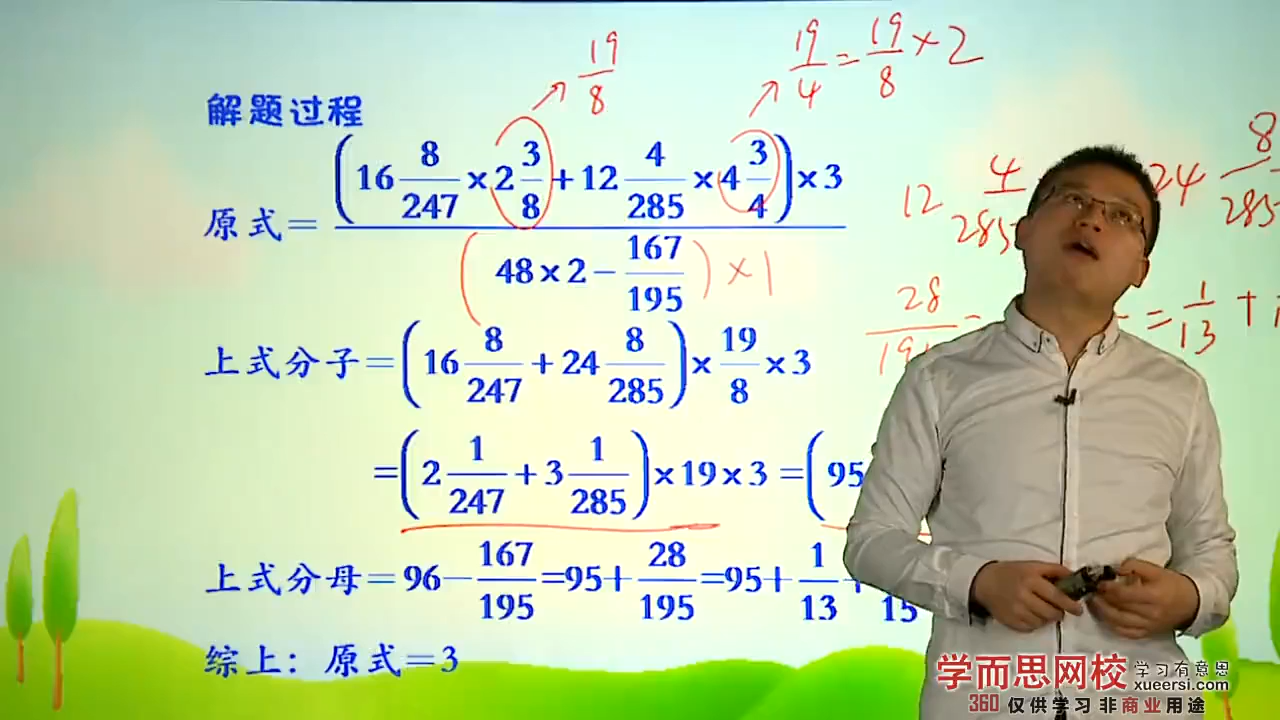 19/8
19/4 = 19/8 × 2
解题过程
原式 = ((16 8/247 × 2 3/8 + 12 4/285 × 4 3/4) × 3) / ((48 × 2 − 167/195) × 1)
12 4/285
24 8/285
28/19
= 1/13 +
上式分子 = (16 8/247 + 24 8/285) × 19/8 × 3
= (2 1/247 + 3 1/285) × 19 × 3 = (95
上式分母 = 96 − 167/195 = 95 + 28/195 = 95 + 1/13 + /15
综上: 原式 = 3
学而思网校 学习有意思
xueersi.com
360 仅供学习 非商业用途